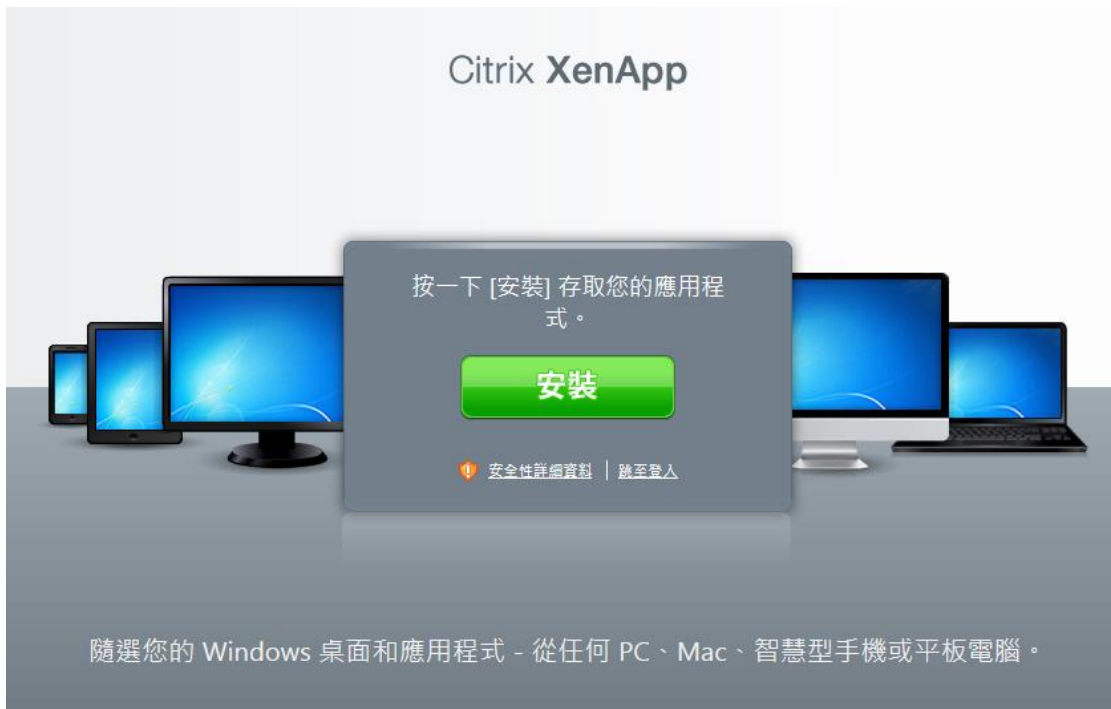 Citrix XenApp
按一下 [安裝] 存取您的應用程
式。
安裝
安全性詳細資料 | 跳至登入
隨選您的 Windows 桌面和應用程式 - 從任何 PC、Mac、智慧型手機或平板電腦。